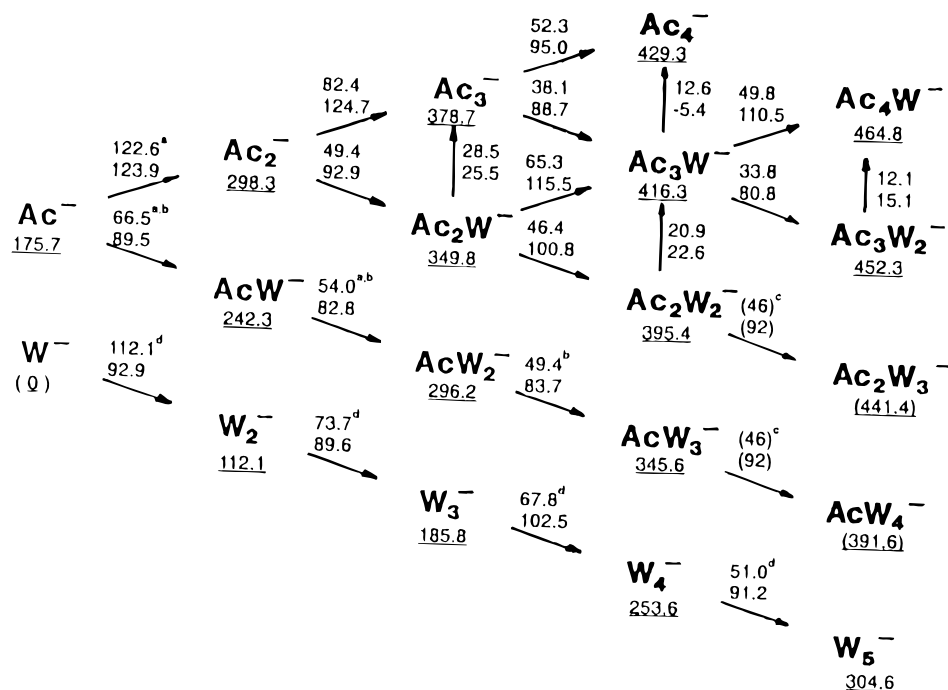 Ac₄⁻
429.3
52.3
95.0
82.4
124.7
Ac₃⁻
378.7
38.1
88.7
12.6
-5.4
49.8
110.5
Ac₄W⁻
464.8
122.6ᵃ
123.9
Ac₂⁻
298.3
49.4
92.9
28.5
25.5
65.3
115.5
Ac₃W⁻
416.3
33.8
80.8
12.1
15.1
Ac⁻
175.7
66.5ᵃ,ᵇ
89.5
Ac₂W⁻
349.8
46.4
100.8
20.9
22.6
Ac₃W₂⁻
452.3
AcW⁻
242.3
54.0ᵃ,ᵇ
82.8
Ac₂W₂⁻
395.4
(46)ᶜ
(92)
W⁻
(0)
112.1ᵈ
92.9
AcW₂⁻
296.2
49.4ᵇ
83.7
Ac₂W₃⁻
(441.4)
W₂⁻
112.1
73.7ᵈ
89.6
AcW₃⁻
345.6
(46)ᶜ
(92)
W₃⁻
185.8
67.8ᵈ
102.5
AcW₄⁻
(391,6)
W₄⁻
253.6
51.0ᵈ
91.2
W₅⁻
304.6